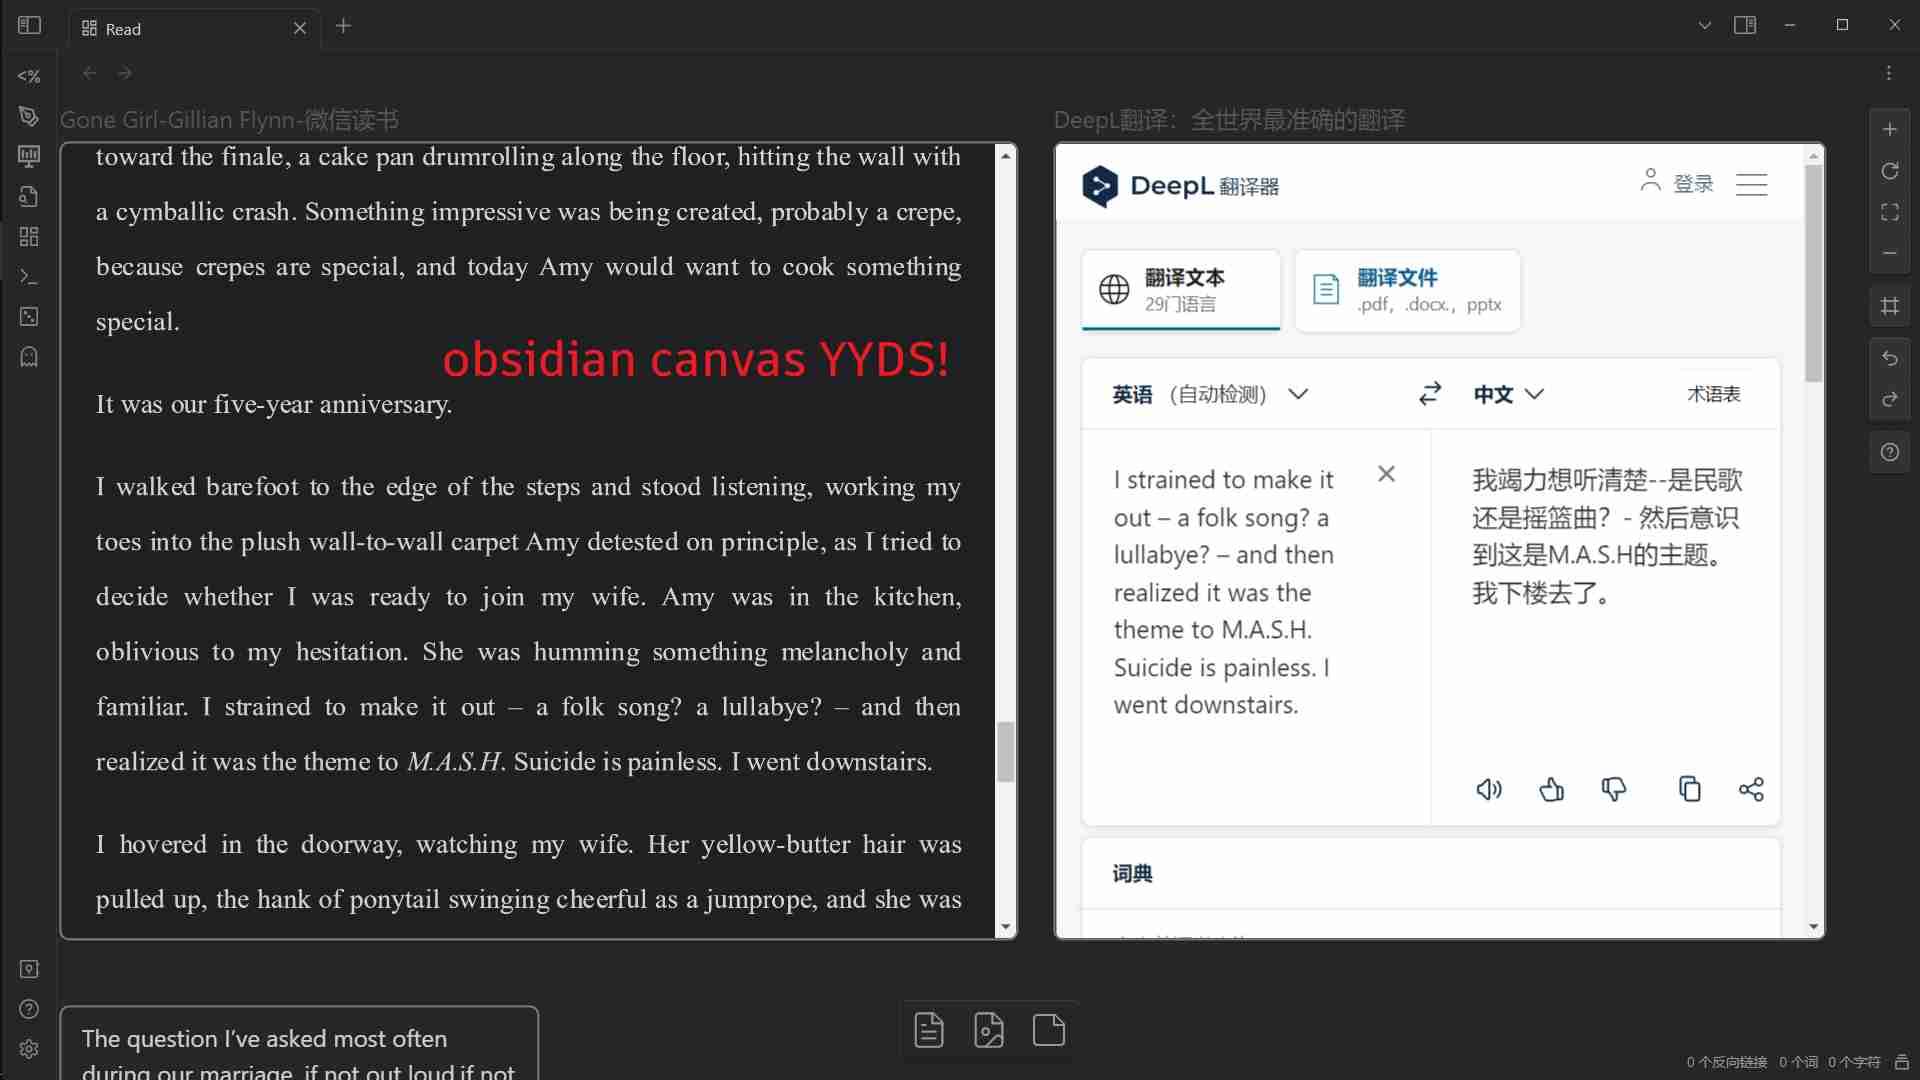 Read
Gone Girl-Gillian Flynn-微信读书
toward the finale, a cake pan drumrolling along the floor, hitting the wall with
a cymballic crash. Something impressive was being created, probably a crepe,
because crepes are special, and today Amy would want to cook something
special.
obsidian canvas YYDS!
It was our five-year anniversary.
I walked barefoot to the edge of the steps and stood listening, working my
toes into the plush wall-to-wall carpet Amy detested on principle, as I tried to
decide whether I was ready to join my wife. Amy was in the kitchen,
oblivious to my hesitation. She was humming something melancholy and
familiar. I strained to make it out – a folk song? a lullabye? – and then
realized it was the theme to M.A.S.H. Suicide is painless. I went downstairs.
I hovered in the doorway, watching my wife. Her yellow-butter hair was
pulled up, the hank of ponytail swinging cheerful as a jumprope, and she was
DeepL翻译：全世界最准确的翻译
DeepL 翻译器
登录
翻译文本
29门语言
翻译文件
.pdf，.docx.，pptx
英语 （自动检测）
中文
术语表
I strained to make it
out – a folk song? a
lullabye? – and then
realized it was the
theme to M.A.S.H.
Suicide is painless. I
went downstairs.
我竭力想听清楚--是民歌
还是摇篮曲？- 然后意识
到这是M.A.S.H的主题。
我下楼去了。
词典
The question I've asked most often
during our marriage, if not out loud if not
0 个反向链接 0 个词 0 个字符